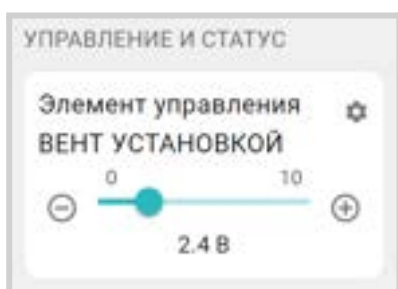 УПРАВЛЕНИЕ И СТАТУС
Элемент управления
ВЕНТ УСТАНОВКОЙ
0 10
2.4 В